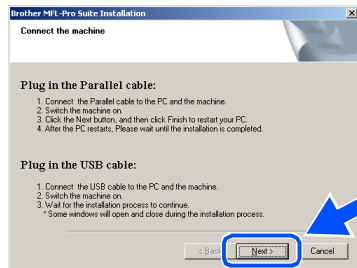 Brother MFL-Pro Suite Installation
Connect the machine
Plug in the Parallel cable:
1. Connect the Parallel cable to the PC and the machine.
2. Switch the machine on.
3. Click the Next button, and then click Finish to restart your PC.
4. After the PC restarts, Please wait until the installation is completed.
Plug in the USB cable:
1. Connect the USB cable to the PC and the machine.
2. Switch the machine on.
3. Wait for the installation process to continue.
* Some windows will open and close during the installation process.
< Back Next > Cancel